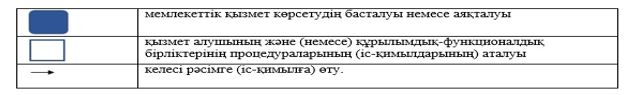 мемлекеттік қызмет көрсетудің басталуы немесе аяқталуы
қызмет алушының және (немесе) құрылымдық-функционалдық
бірліктерінің процедураларының (іс-қимылдарының) аталуы
келесі рәсімге (іс-қимылға) өту.